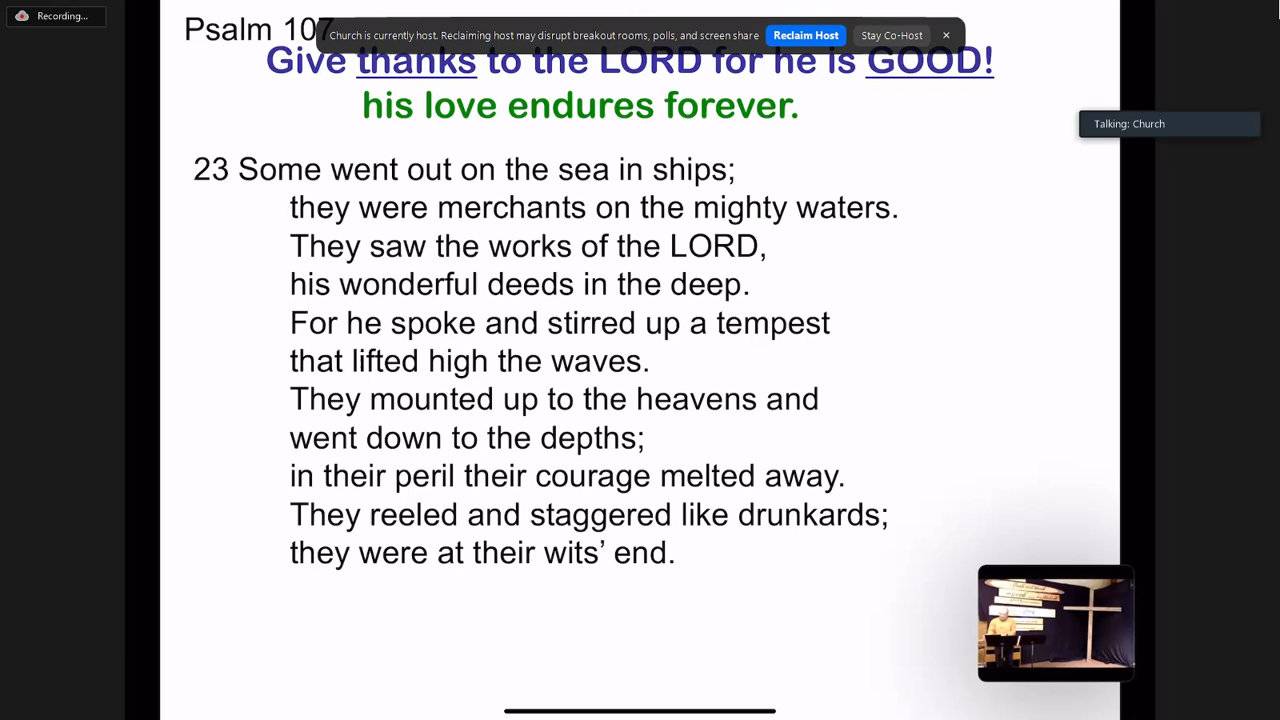 Recording...
Psalm 107
Church is currently host. Reclaiming host may disrupt breakout rooms, polls, and screen share Reclaim Host Stay Co-Host ×
Give thanks to the LORD for he is GOOD!
his love endures forever.
Talking: Church
23 Some went out on the sea in ships;
they were merchants on the mighty waters.
They saw the works of the LORD,
his wonderful deeds in the deep.
For he spoke and stirred up a tempest
that lifted high the waves.
They mounted up to the heavens and
went down to the depths;
in their peril their courage melted away.
They reeled and staggered like drunkards;
they were at their wits’ end.